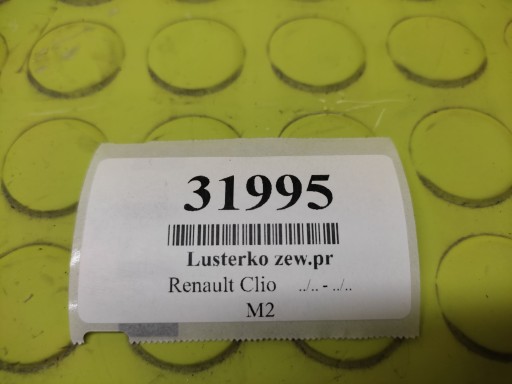 31995
Lusterko zew.pr
Renault Clio ../.. - ../..
M2